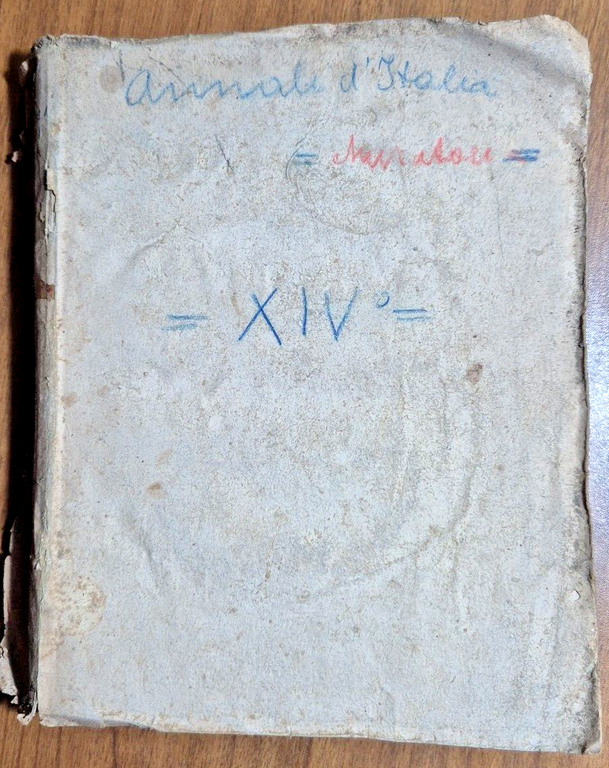 Annali d'Italia
= Muratori =
= XIV° =